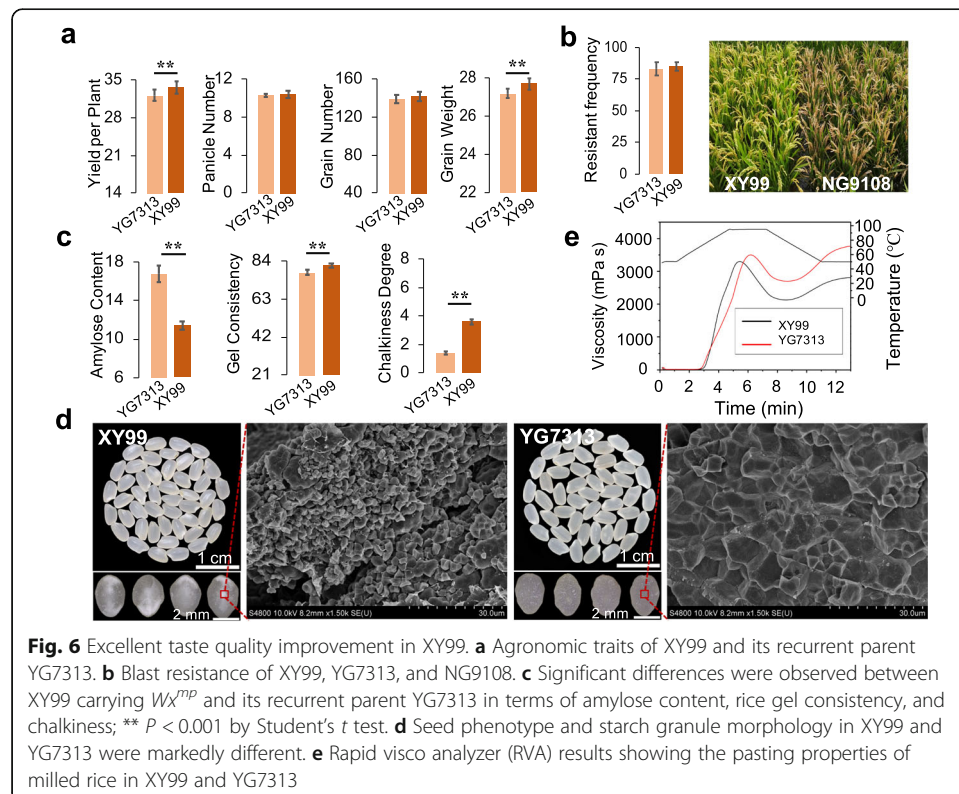 a
Yield per Plant
35
28
21
14
**
YG7313
XY99
Panicle Number
12
9
6
3
0
YG7313
XY99
Grain Number
160
130
100
70
40
YG7313
XY99
Grain Weight
28
26
24
22
**
YG7313
XY99
b
Resistant frequency
100
75
50
25
0
YG7313
XY99
XY99
NG9108
c
Amylose Content
18
14
10
6
**
YG7313
XY99
Gel Consistency
84
63
42
21
**
YG7313
XY99
Chalkiness Degree
8
6
4
2
0
**
YG7313
XY99
e
Viscosity (mPa s)
4000
3000
2000
1000
0
100
80
60
40
20
0
Temperature (℃)
XY99
YG7313
0 4 8 12
Time (min)
d
XY99
1 cm
2 mm
S4800 10.0kV 8.2mm x1.50k SE(U)
30.0um
YG7313
1 cm
2 mm
S4800 10.0kV 8.2mm x1.50k SE(U)
30.0um
Fig. 6 Excellent taste quality improvement in XY99. a Agronomic traits of XY99 and its recurrent parent
YG7313. b Blast resistance of XY99, YG7313, and NG9108. c Significant differences were observed between
XY99 carrying Wx^mp and its recurrent parent YG7313 in terms of amylose content, rice gel consistency, and
chalkiness; ** P < 0.001 by Student's t test. d Seed phenotype and starch granule morphology in XY99 and
YG7313 were markedly different. e Rapid visco analyzer (RVA) results showing the pasting properties of
milled rice in XY99 and YG7313